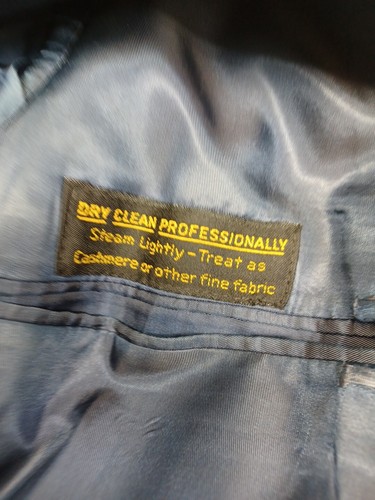 DRY CLEAN PROFESSIONALLY
Steam Lightly - Treat as
Cashmere or other fine fabric